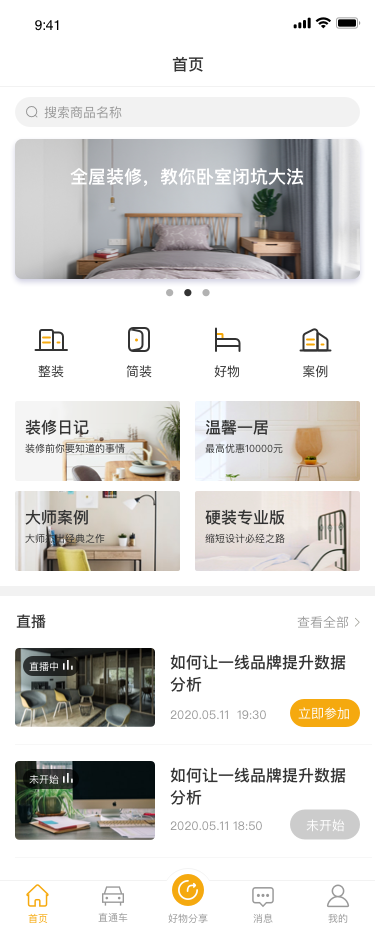 9:41
首页
搜索商品名称
全屋装修，教你卧室闭坑大法
整装
简装
好物
案例
装修日记
装修前你要知道的事情
温馨一居
最高优惠10000元
大师案例
大师杰出经典之作
硬装专业版
缩短设计必经之路
直播
查看全部
直播中
如何让一线品牌提升数据
分析
2020.05.11 19:30
立即参加
未开始
如何让一线品牌提升数据
分析
2020.05.11 18:50
未开始
首页
直通车
好物分享
消息
我的